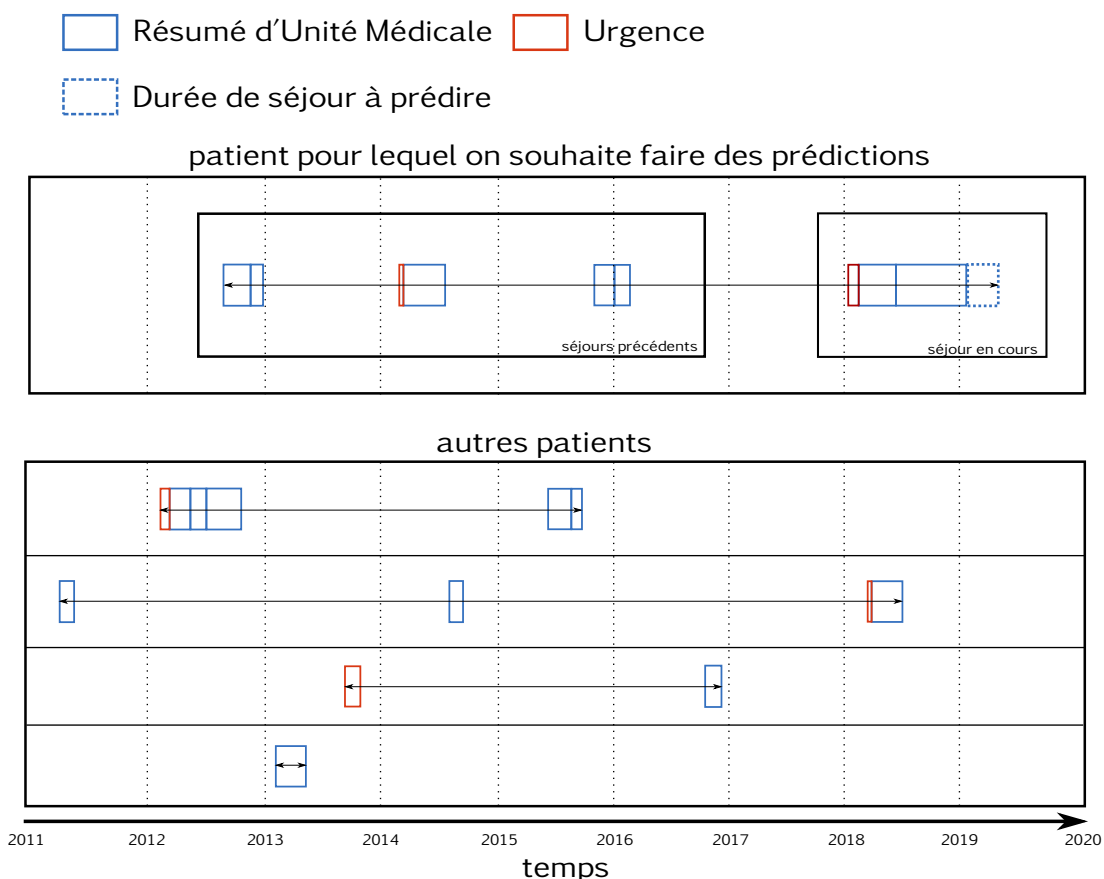 Résumé d'Unité Médicale Urgence
Durée de séjour à prédire
patient pour lequel on souhaite faire des prédictions
séjours précédents
séjour en cours
autres patients
2011 2012 2013 2014 2015 2016 2017 2018 2019 2020
temps